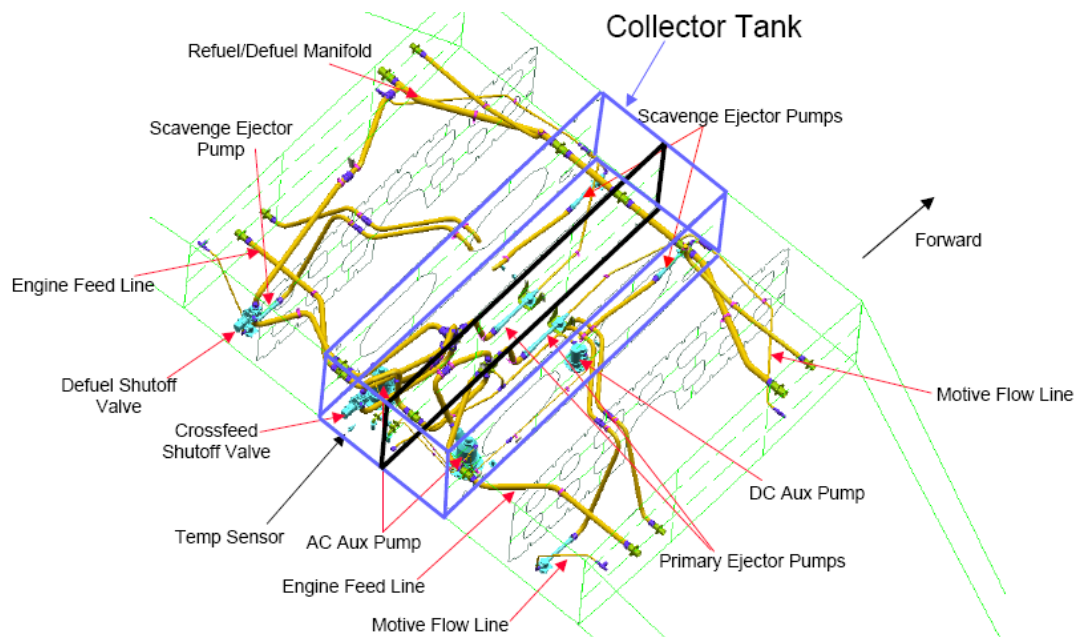 Collector Tank
Refuel/Defuel Manifold
Scavenge Ejector
Pump
Scavenge Ejector Pumps
Forward
Engine Feed Line
Defuel Shutoff
Valve
Motive Flow Line
Crossfeed
Shutoff Valve
DC Aux Pump
Temp Sensor
AC Aux Pump
Primary Ejector Pumps
Engine Feed Line
Motive Flow Line